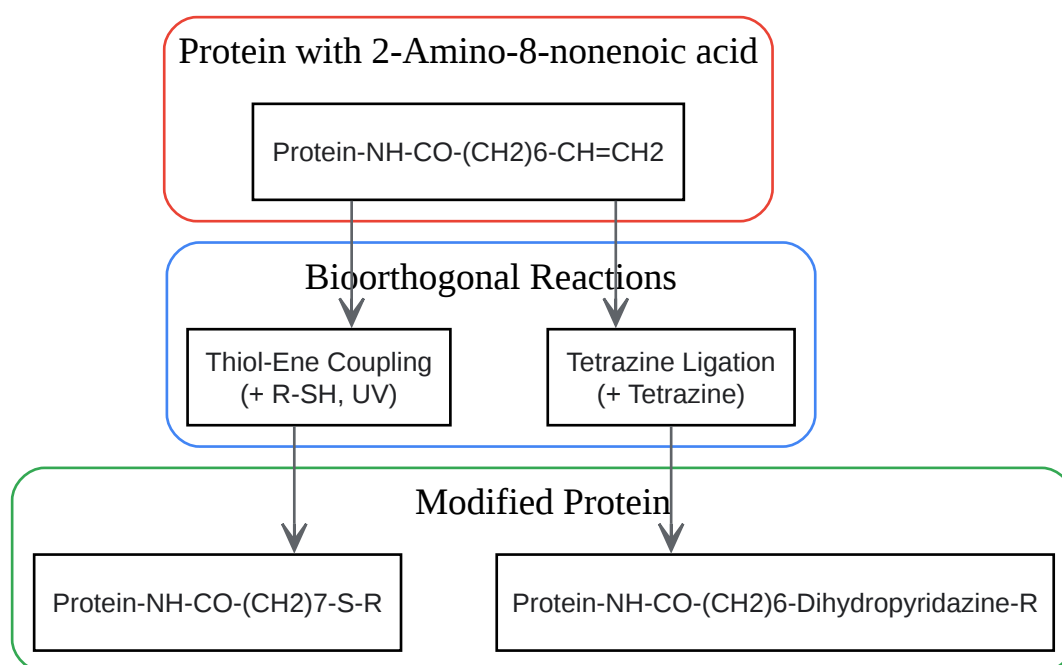 Protein with 2-Amino-8-nonenoic acid
Protein-NH-CO-(CH2)6-CH=CH2
Bioorthogonal Reactions
Thiol-Ene Coupling
(+ R-SH, UV)
Tetrazine Ligation
(+ Tetrazine)
Modified Protein
Protein-NH-CO-(CH2)7-S-R
Protein-NH-CO-(CH2)6-Dihydropyridazine-R